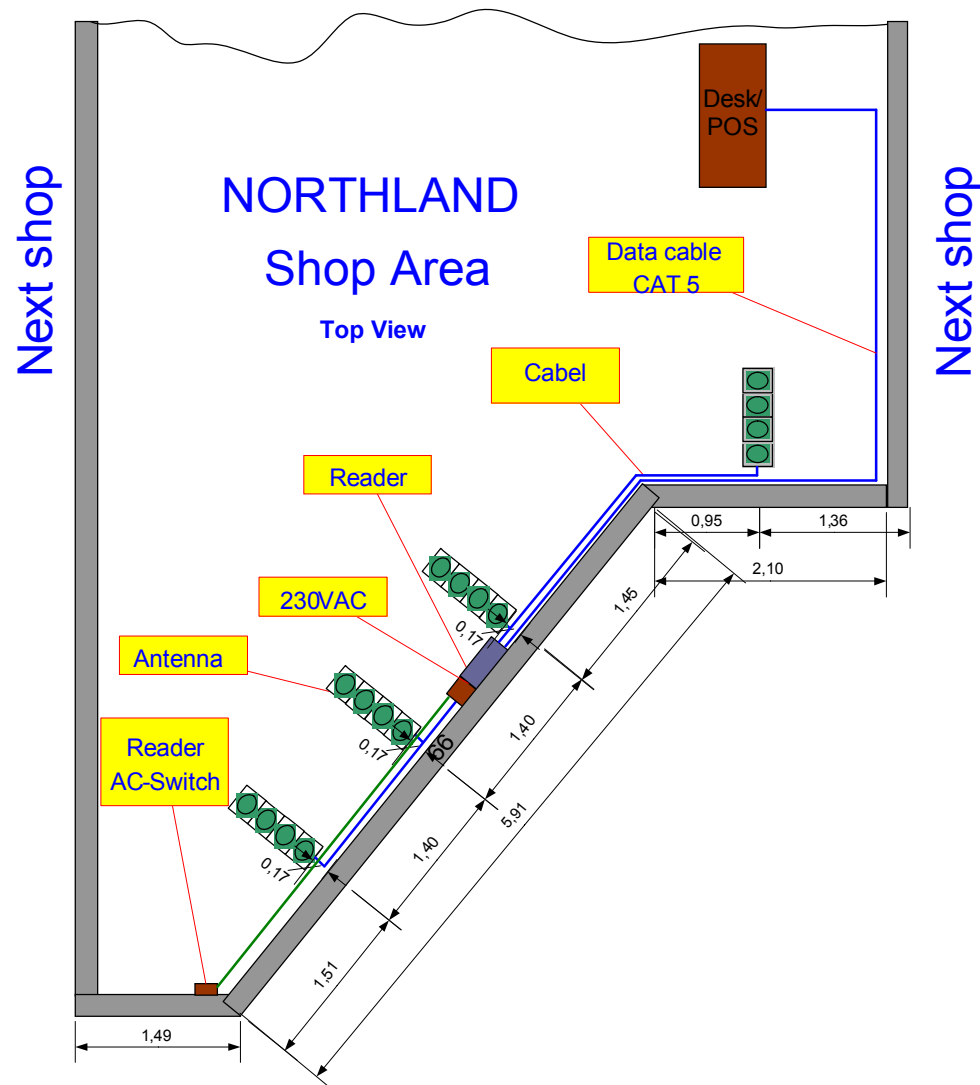 Desk/
POS
NORTHLAND
Shop Area
Top View
Next shop
Next shop
Data cable
CAT 5
Cabel
Reader
230VAC
Antenna
Reader
AC-Switch
0,95
1,36
2,10
1,45
0,17
1,40
0,17
66
5,91
1,40
0,17
1,51
1,49